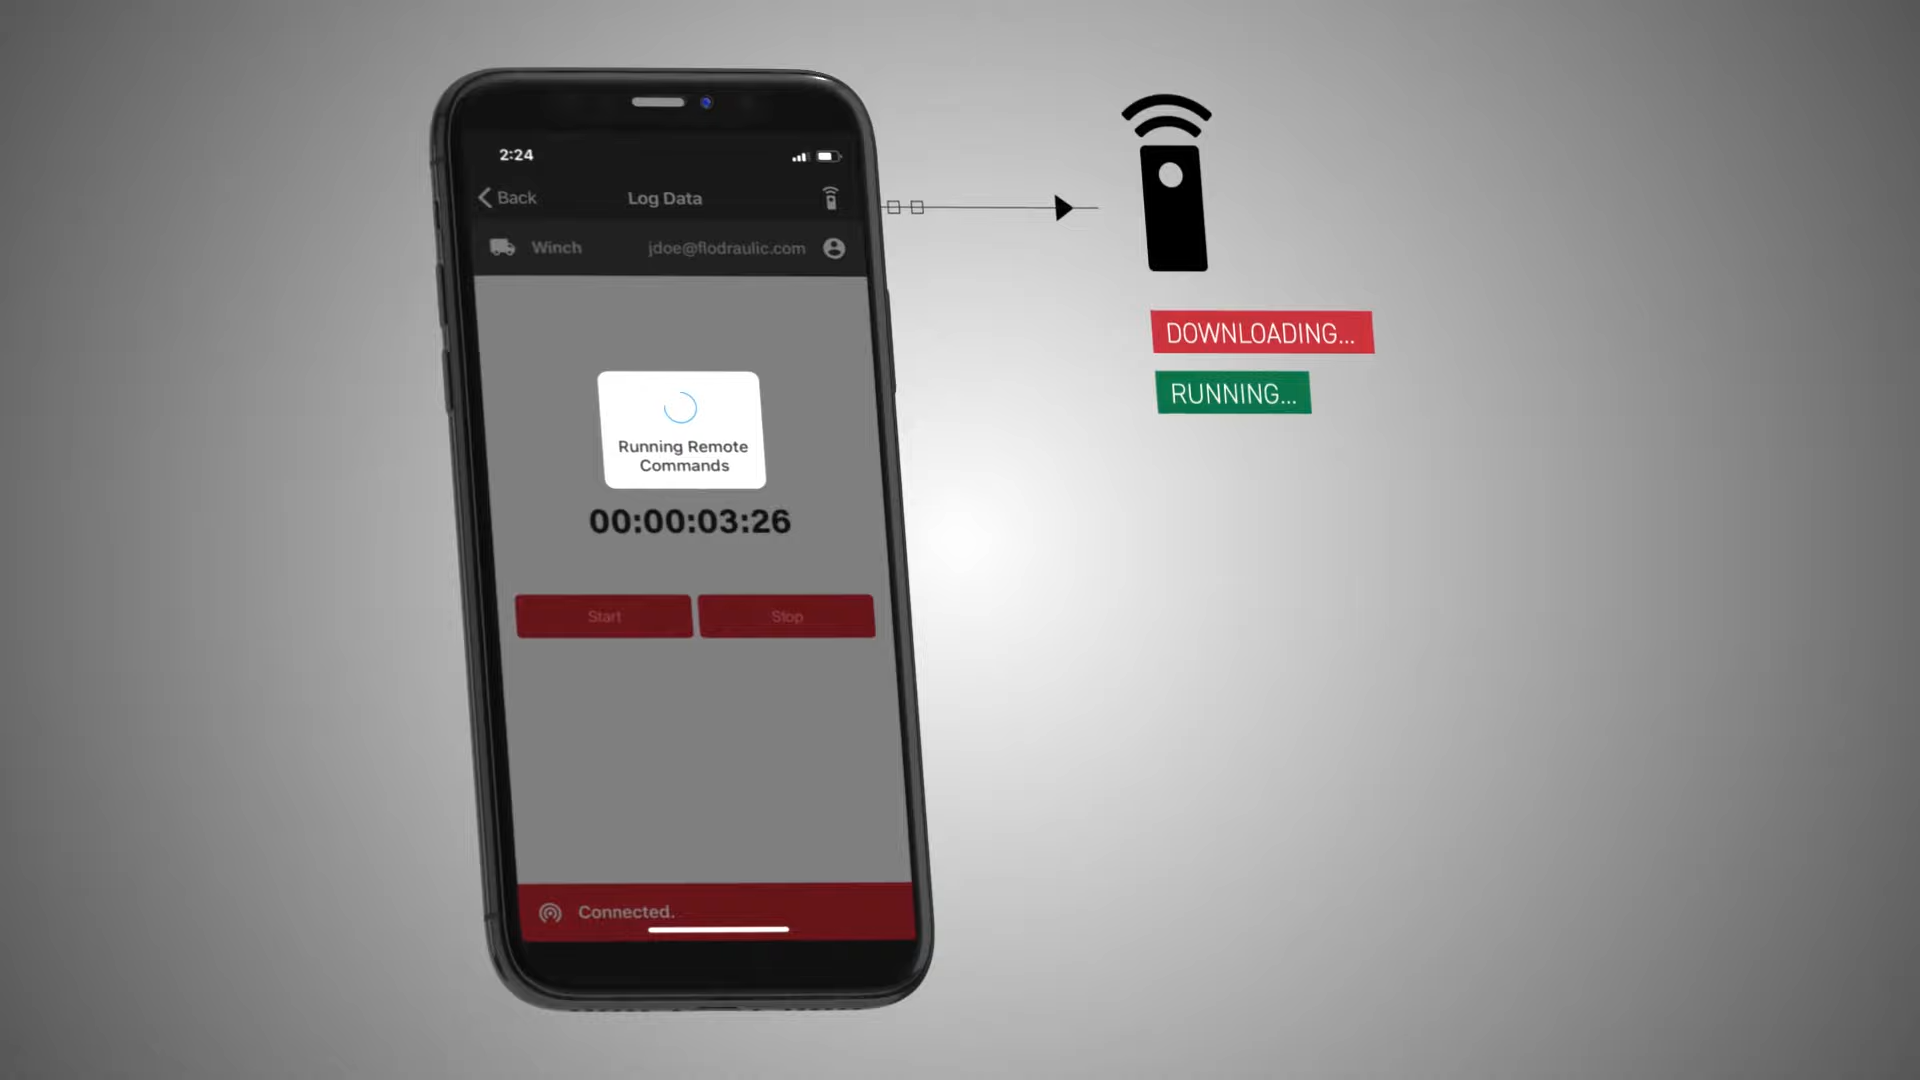 2:24
Back
Log Data
Winch
jdoe@flodraulic.com
DOWNLOADING...
RUNNING...
Running Remote
Commands
00:00:03:26
Start
Stop
Connected.